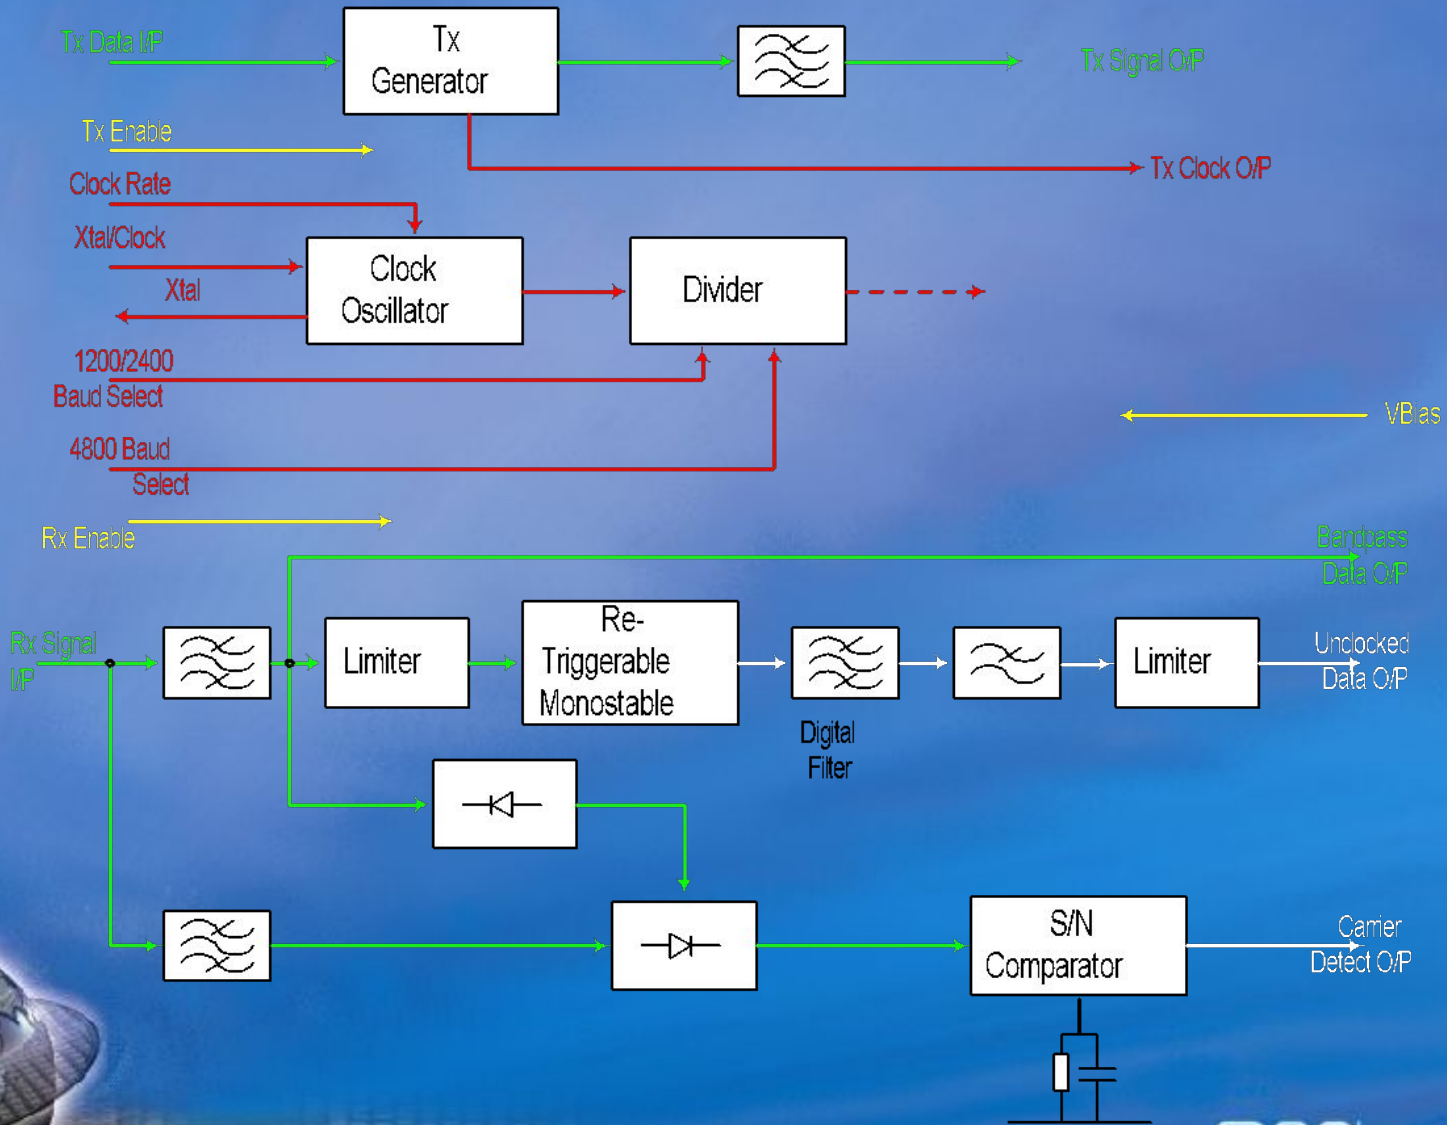 Tx Data I/P
Tx
Generator
Tx Signal O/P
Tx Enable
Tx Clock O/P
Clock Rate
Xtal/Clock
Xtal
Clock
Oscillator
Divider
1200/2400
Baud Select
VBias
4800 Baud
Select
Rx Enable
Bandpass
Data O/P
Rx Signal
I/P
Limiter
Re-
Triggerable
Monostable
Limiter
Unclocked
Data O/P
Digital
Filter
S/N
Comparator
Carrier
Detect O/P